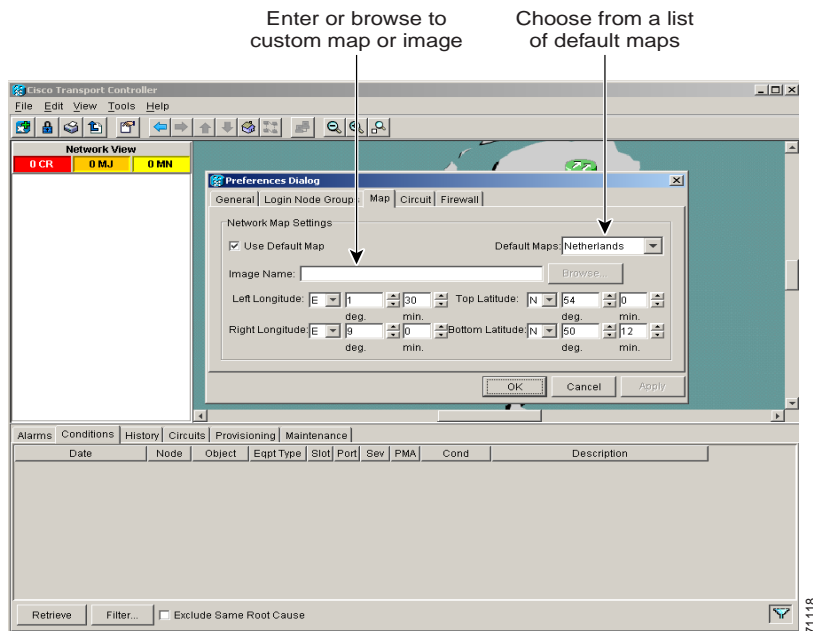 Enter or browse to
custom map or image
Choose from a list
of default maps
Cisco Transport Controller
File Edit View Tools Help
Network View
0 CR 0 MJ 0 MN
Preferences Dialog
General Login Node Groups Map Circuit Firewall
Network Map Settings
Use Default Map Default Maps: Netherlands
Image Name: Browse...
Left Longitude: E 1 30 Top Latitude: N 54 0
deg. min. deg. min.
Right Longitude: E 9 0 Bottom Latitude: N 50 12
deg. min. deg. min.
OK Cancel Apply
Alarms Conditions History Circuits Provisioning Maintenance
Date Node Object Eqpt Type Slot Port Sev PMA Cond Description
Retrieve Filter... Exclude Same Root Cause
71118